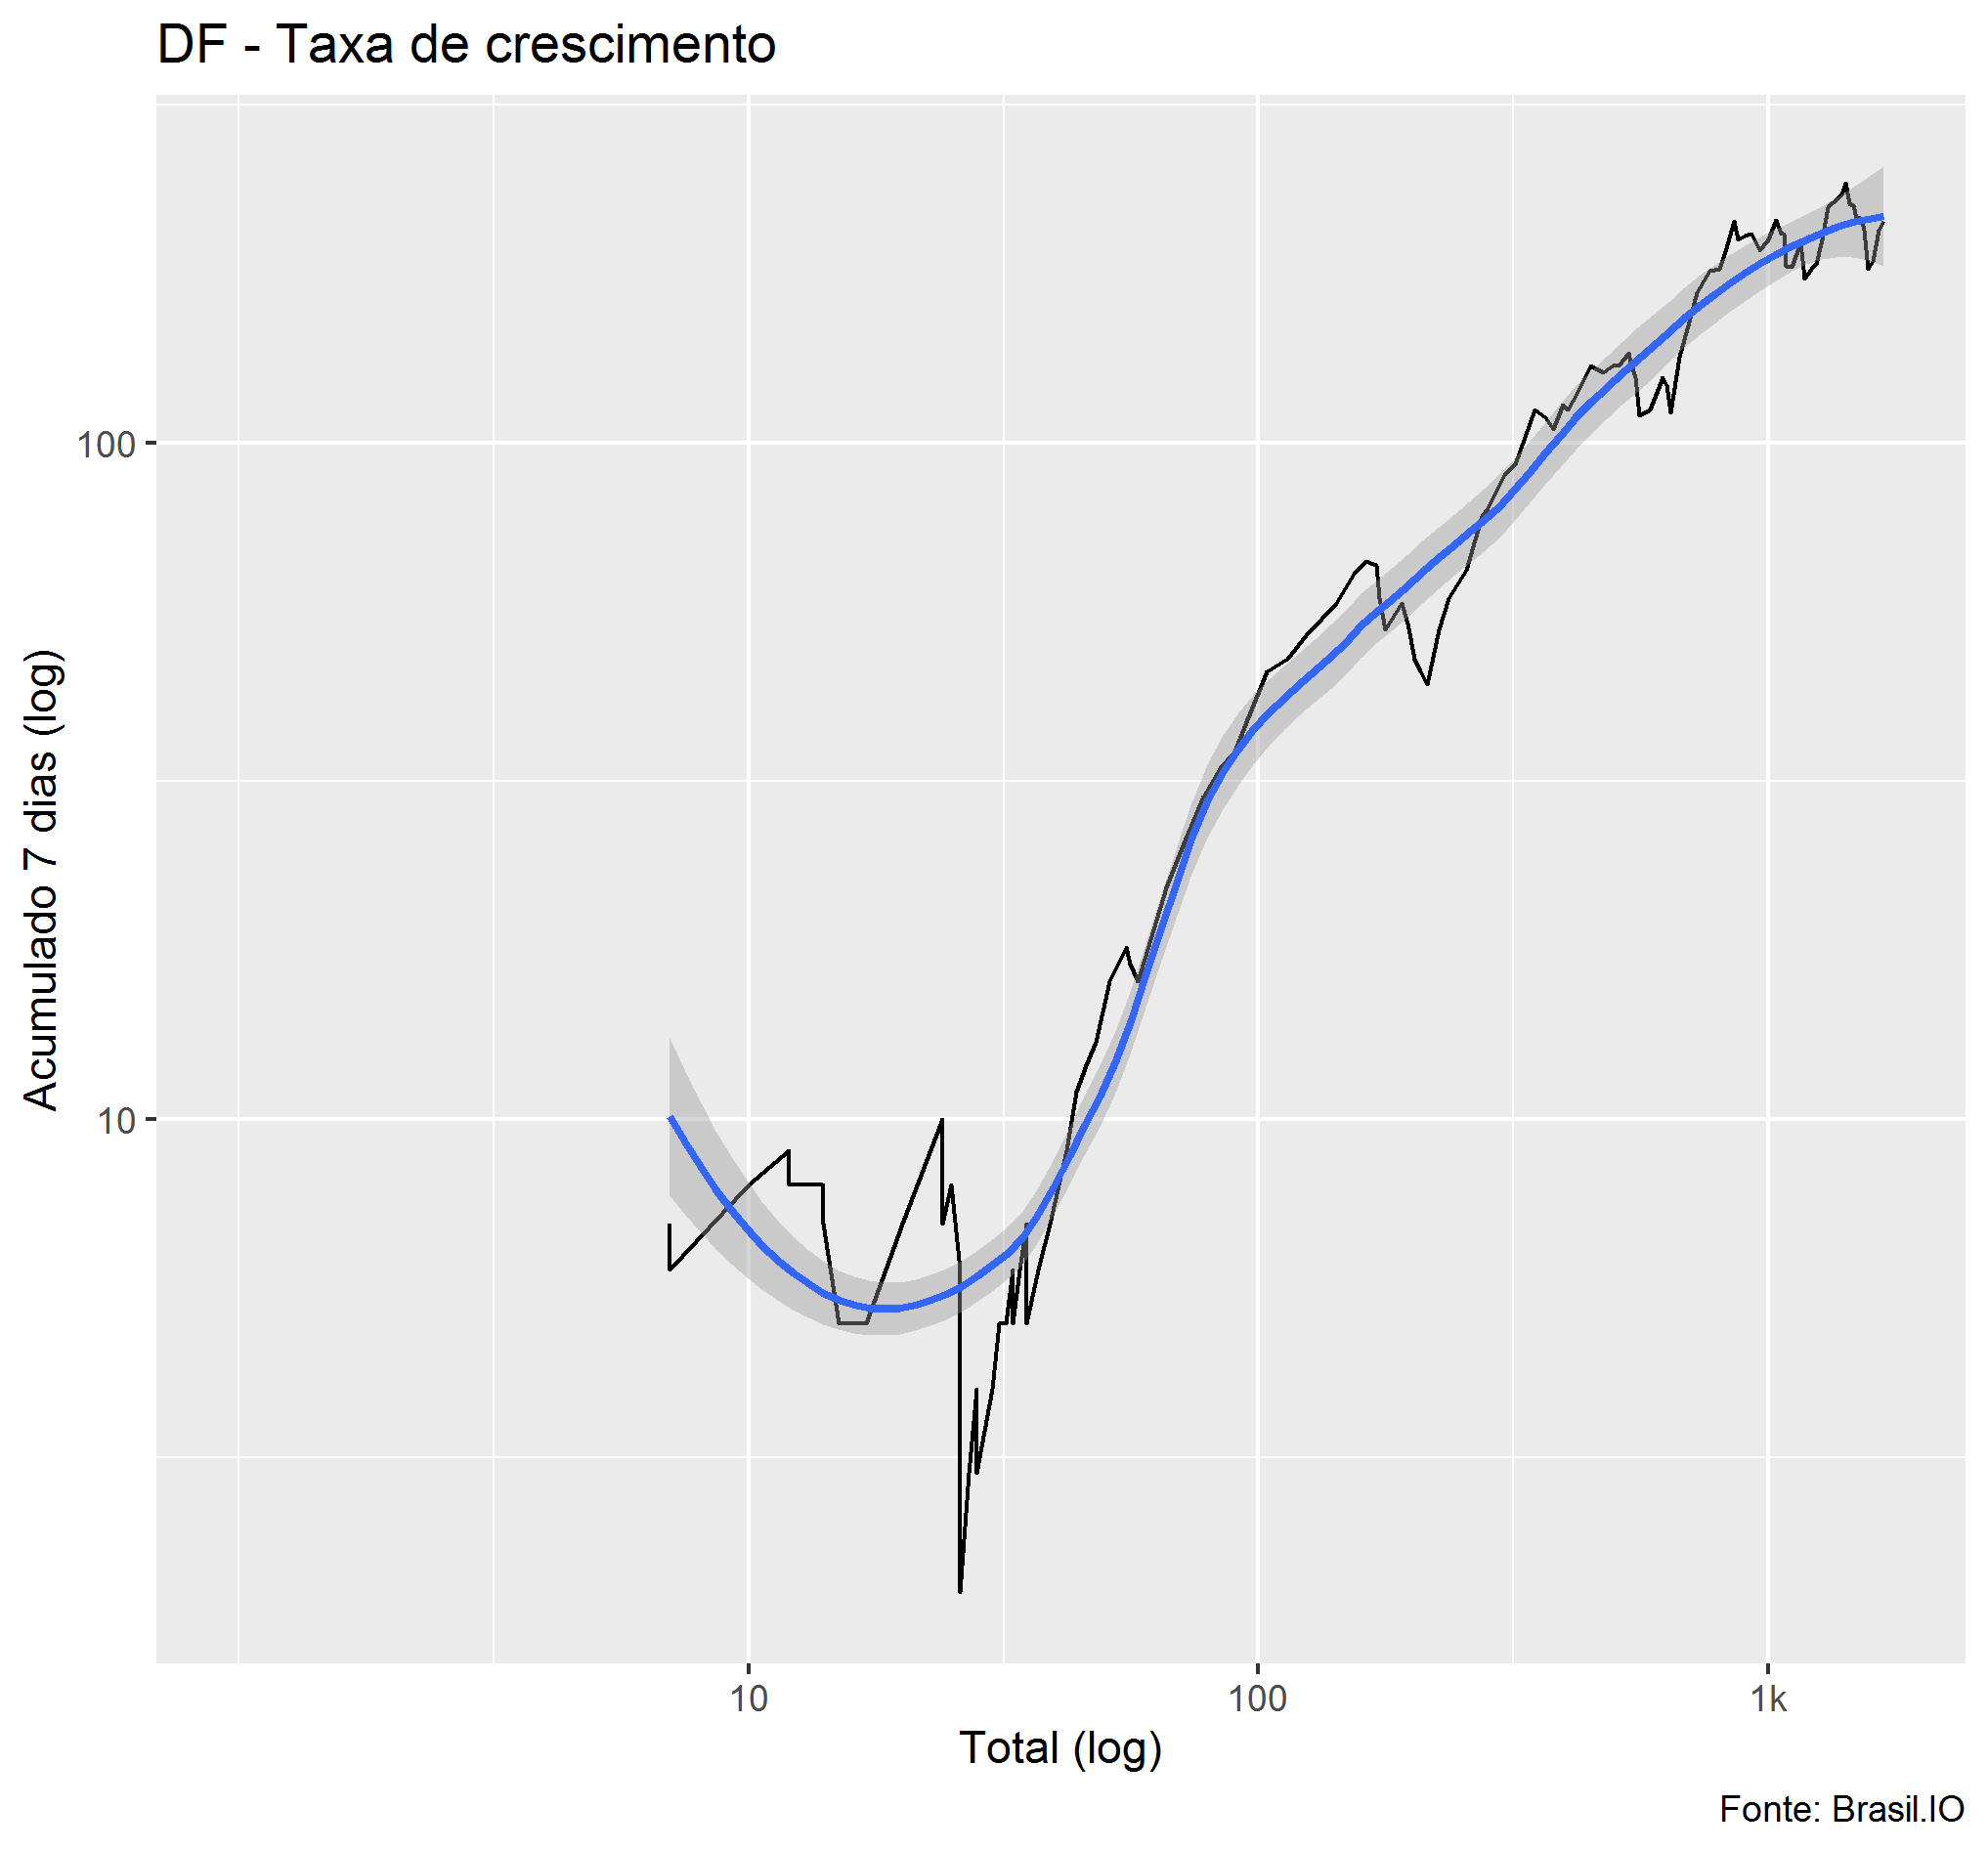 DF - Taxa de crescimento
Acumulado 7 dias (log)
100
10
10
100
1k
Total (log)
Fonte: Brasil.IO